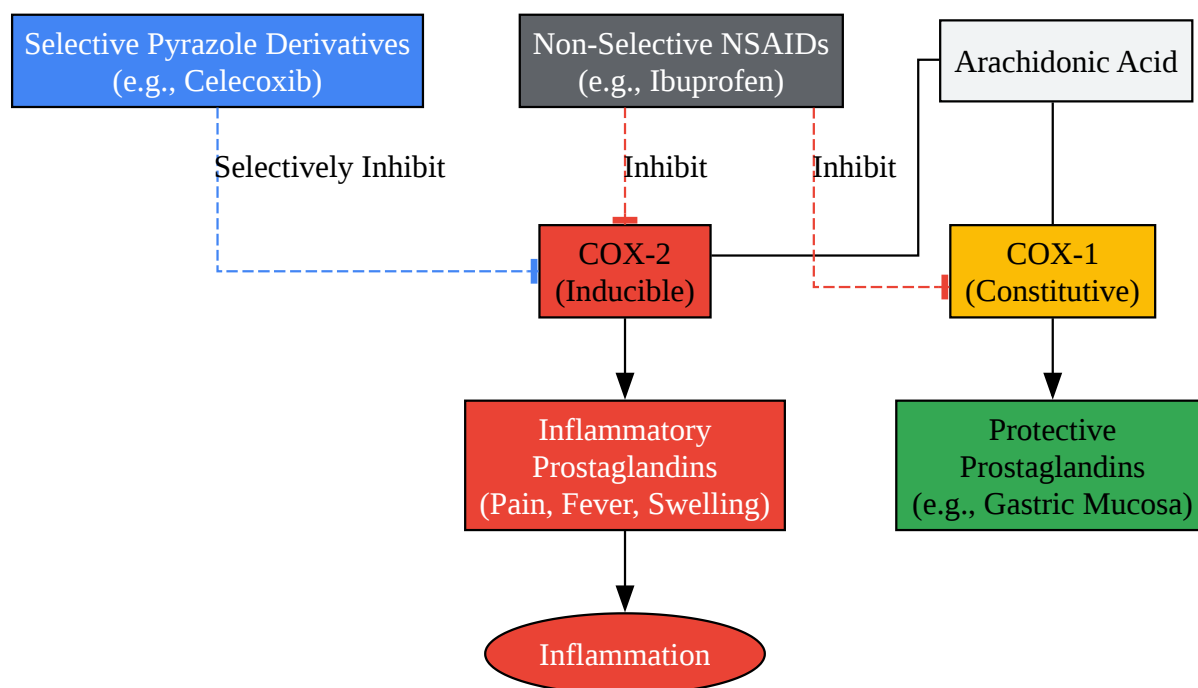 Selective Pyrazole Derivatives
(e.g., Celecoxib)
Non-Selective NSAIDs
(e.g., Ibuprofen)
Arachidonic Acid
Selectively Inhibit
Inhibit
Inhibit
COX-2
(Inducible)
COX-1
(Constitutive)
Inflammatory
Prostaglandins
(Pain, Fever, Swelling)
Protective
Prostaglandins
(e.g., Gastric Mucosa)
Inflammation